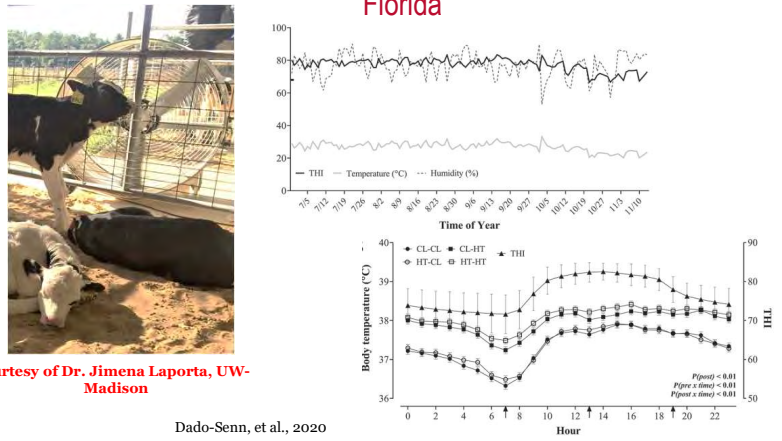 Florida
100
80
60
40
20
0
THI Temperature (°C) Humidity (%)
7/5 7/12 7/19 7/26 8/2 8/9 8/16 8/23 8/30 9/6 9/13 9/20 9/27 10/5 10/12 10/20 10/27 11/3 11/10
Time of Year
40
39
38
37
36
Body temperature (°C)
CL-CL CL-HT THI
HT-CL HT-HT
90
80
70
60
50
THI
P(post) < 0.01
P(pre x time) < 0.01
P(post x time) < 0.01
0 2 4 6 8 10 12 14 16 18 20 22
Hour
urtesy of Dr. Jimena Laporta, UW-
Madison
Dado-Senn, et al., 2020